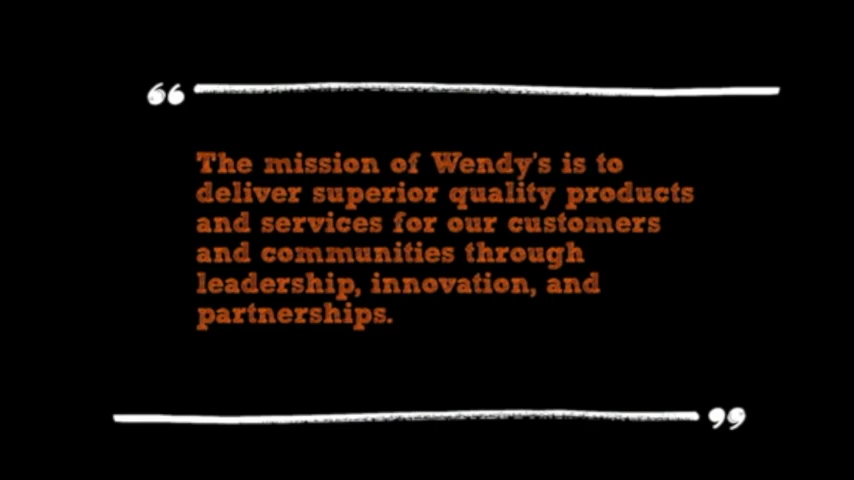 “
The mission of Wendy's is to
deliver superior quality products
and services for our customers
and communities through
leadership, innovation, and
partnerships.
”